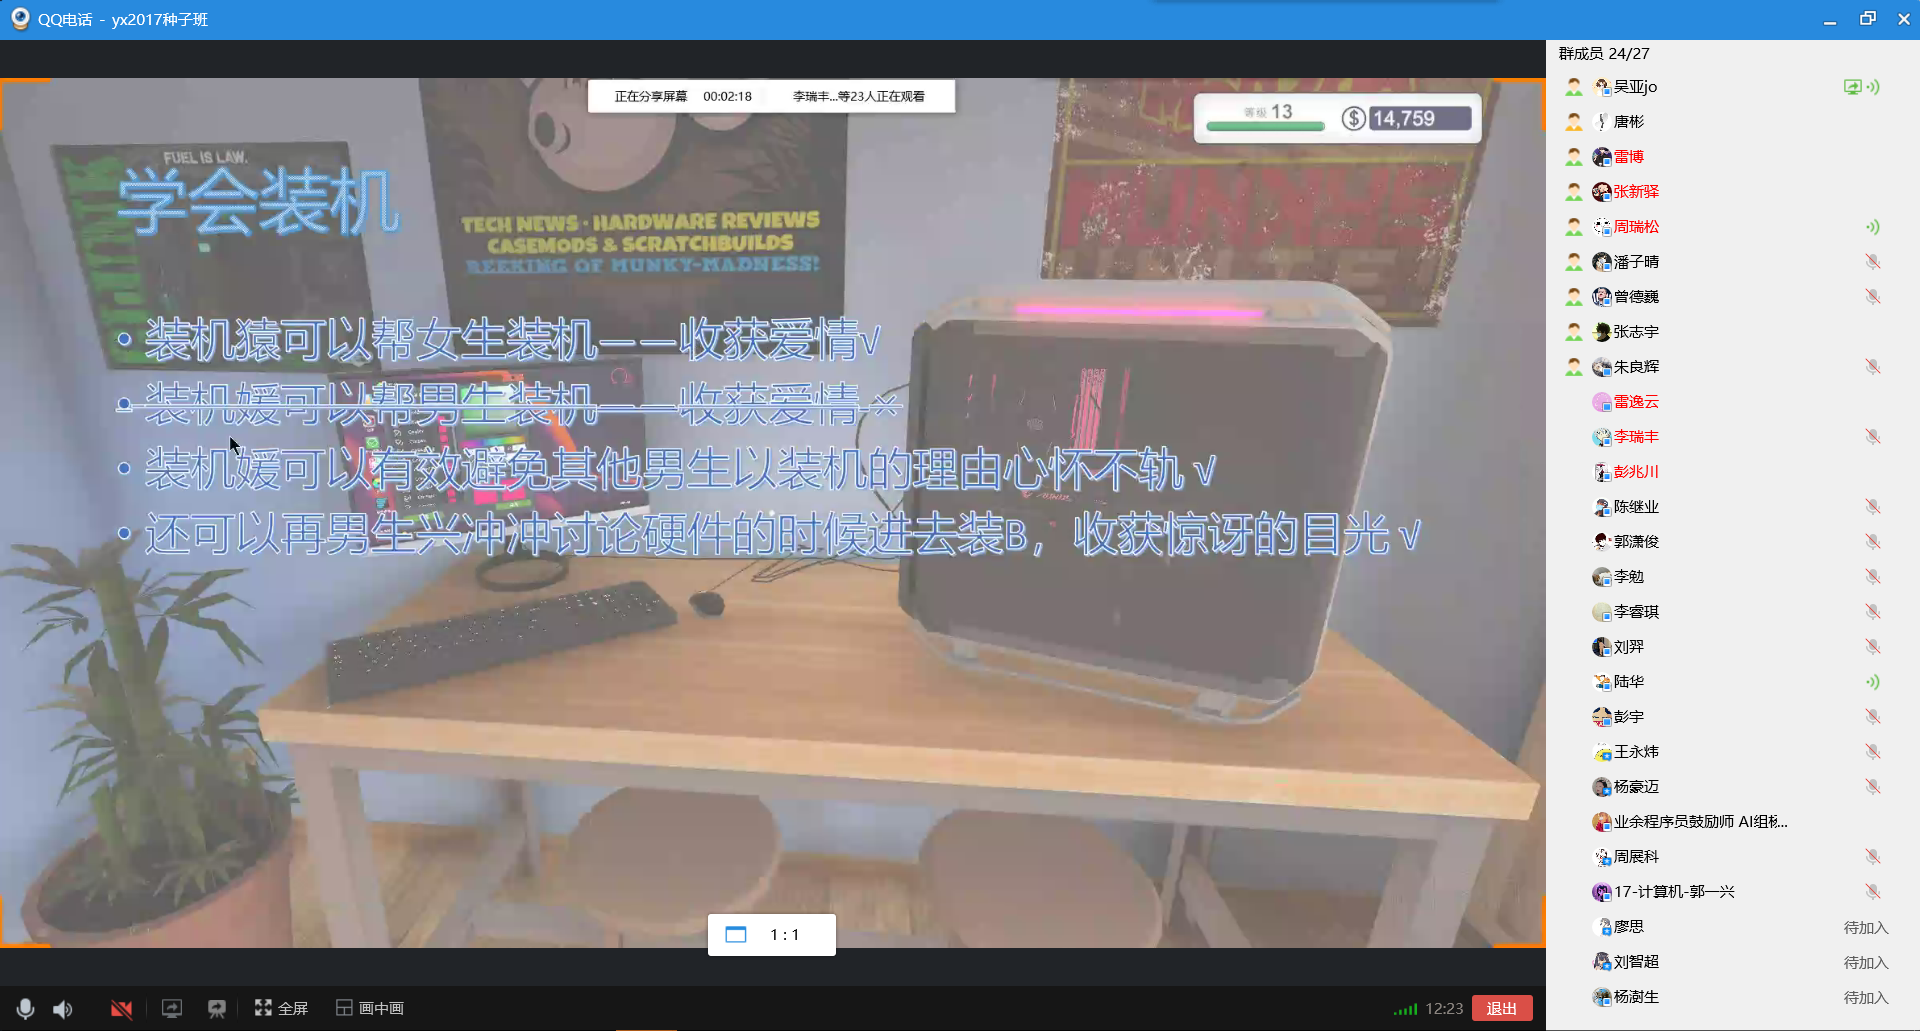 QQ电话 - yx2017种子班
正在分享屏幕 00:02:18 李瑞丰...等23人正在观看
等级 13
$ 14,759
FUEL IS LAW.
TECH NEWS · HARDWARE REVIEWS
CASEMODS & SCRATCHBUILDS
REEKING OF MUNKY-MADNESS!
学会装机
• 装机猿可以帮女生装机——收获爱情√
• 装机媛可以帮男生装机——收获爱情 ×
• 装机媛可以有效避免其他男生以装机的理由心怀不轨 √
• 还可以再男生兴冲冲讨论硬件的时候进去装B，收获惊讶的目光 √
1 : 1
全屏
画中画
12:23
退出
群成员 24/27
吴亚jo
唐彬
雷博
张新驿
周瑞松
潘子晴
曾德巍
张志宇
朱良辉
雷逸云
李瑞丰
彭兆川
陈继业
郭潇俊
李勉
李睿琪
刘羿
陆华
彭宇
王永炜
杨豪迈
业余程序员鼓励师 AI组杨...
周展科
17-计算机-郭一兴
廖思 待加入
刘智超 待加入
杨澍生 待加入